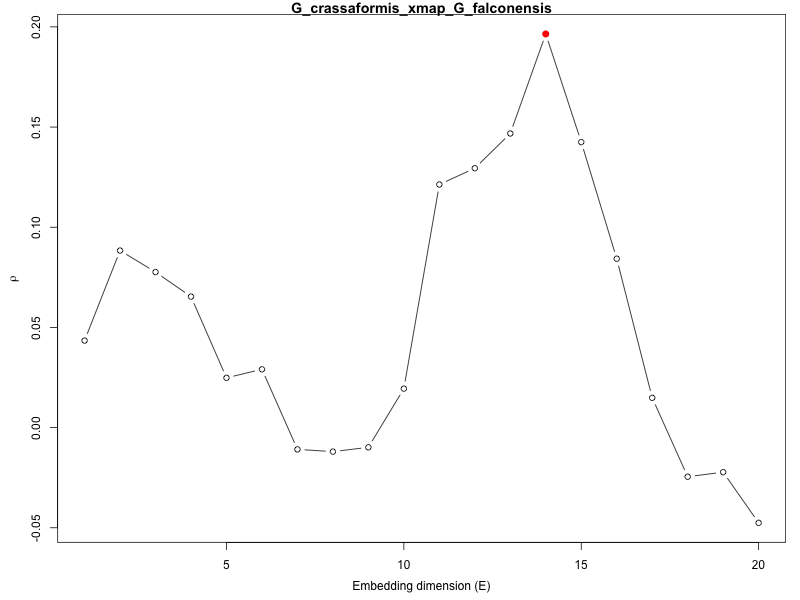 G_crassaformis_xmap_G_falconensis
0.20
0.15
0.10
0.05
0.00
-0.05
ρ
5 10 15 20
Embedding dimension (E)